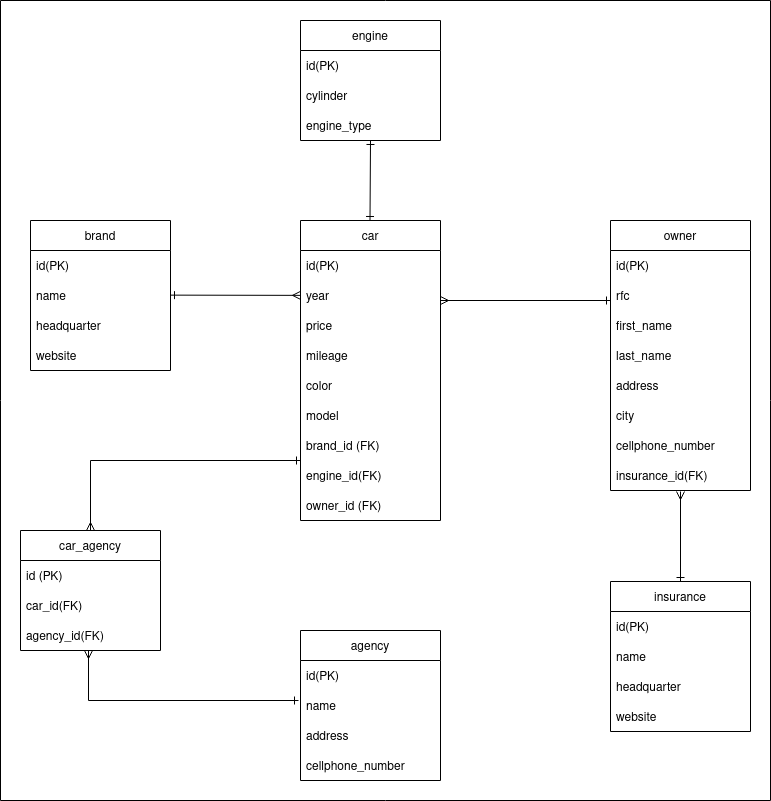 engine
id(PK)
cylinder
engine_type
brand
id(PK)
name
headquarter
website
car
id(PK)
year
price
mileage
color
model
brand_id (FK)
engine_id(FK)
owner_id (FK)
owner
id(PK)
rfc
first_name
last_name
address
city
cellphone_number
insurance_id(FK)
car_agency
id (PK)
car_id(FK)
agency_id(FK)
agency
id(PK)
name
address
cellphone_number
insurance
id(PK)
name
headquarter
website